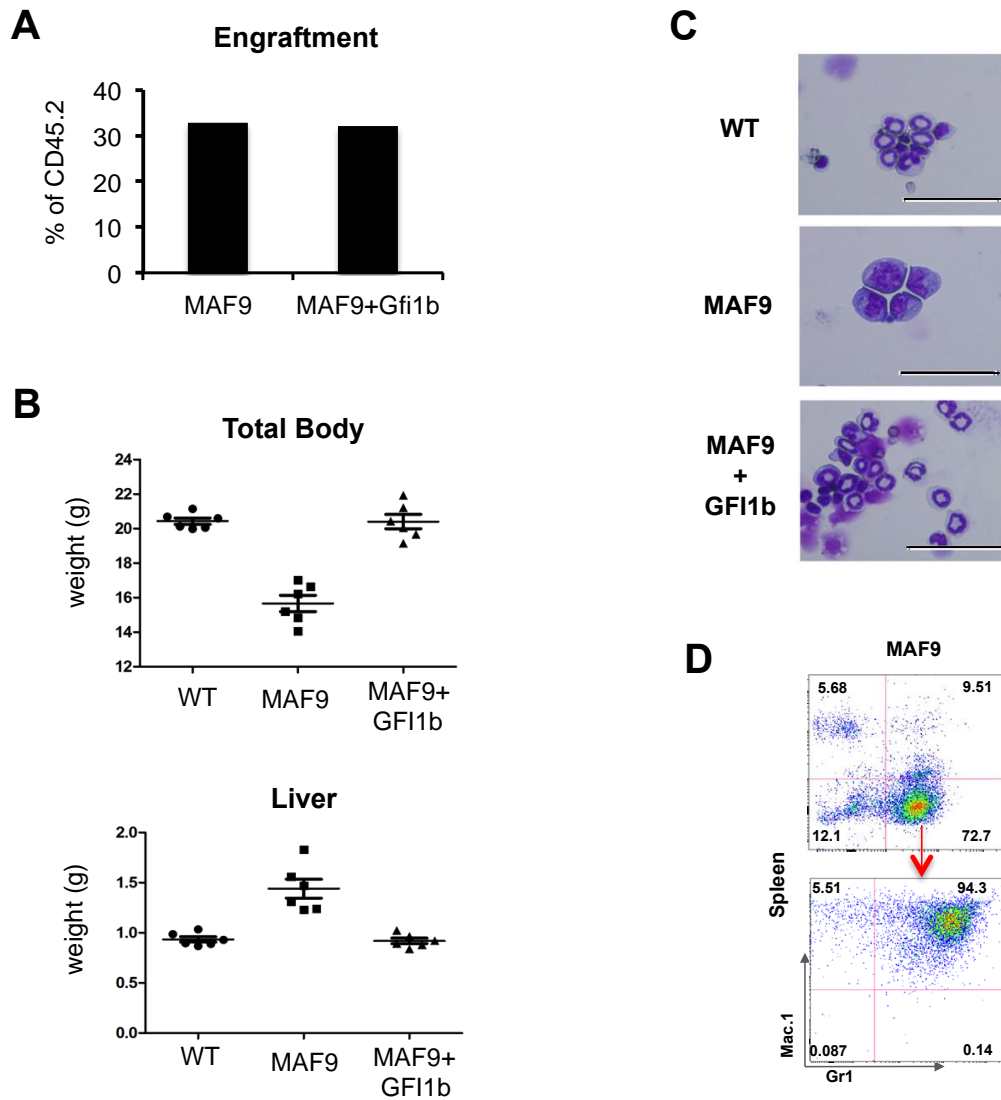 A
Engraftment
% of CD45.2
40
30
20
10
0
MAF9
MAF9+Gfi1b
B
Total Body
weight (g)
24
22
20
18
16
14
12
WT
MAF9
MAF9+
GFI1b
Liver
weight (g)
2.0
1.5
1.0
0.5
0.0
WT
MAF9
MAF9+
GFI1b
C
WT
MAF9
MAF9
+
GFI1b
D
MAF9
5.68
9.51
12.1
72.7
Spleen
5.51
94.3
0.087
0.14
Mac.1
Gr1